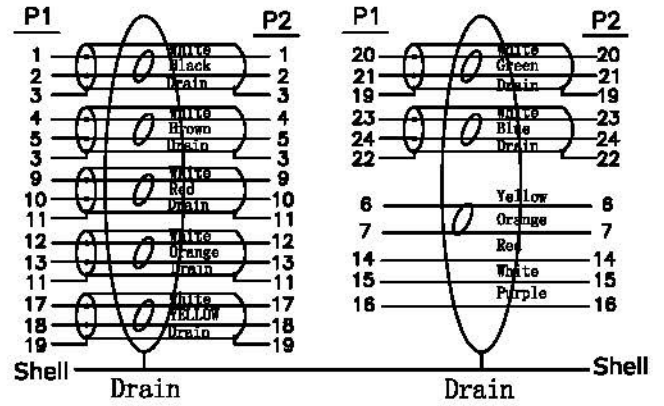 P1 P2
1 White 1
2 Black 2
3 Drain 3
4 White 4
5 Brown 5
3 Drain 3
9 White 9
10 Red 10
11 Drain 11
12 White 12
13 Orange 13
11 Drain 11
17 White 17
18 YELLOW 18
19 Drain 19
P1 P2
20 White 20
21 Green 21
19 Drain 19
23 White 23
24 Blue 24
22 Drain 22
6 Yellow 6
7 Orange 7
14 Red 14
15 White 15
16 Purple 16
Shell Shell
Drain Drain